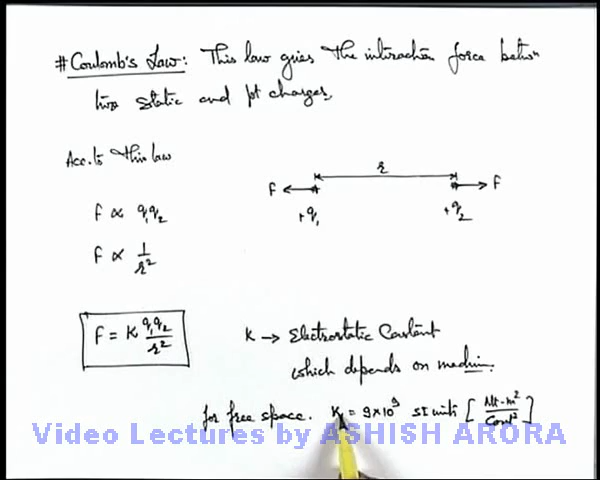 # Coulomb's Law: This law gives the interaction force between
two static and pt charges.
Acc. to this law
r
F
F
+q₁
+q₂
F ∝ q₁q₂
F ∝ 1/r²
F = K q₁q₂/r²
K → Electrostatic Constant
which depends on medium.
for free space. K = 9×10⁹ SI units [Nt-m²/Coul²]
Video Lectures by ASHISH ARORA